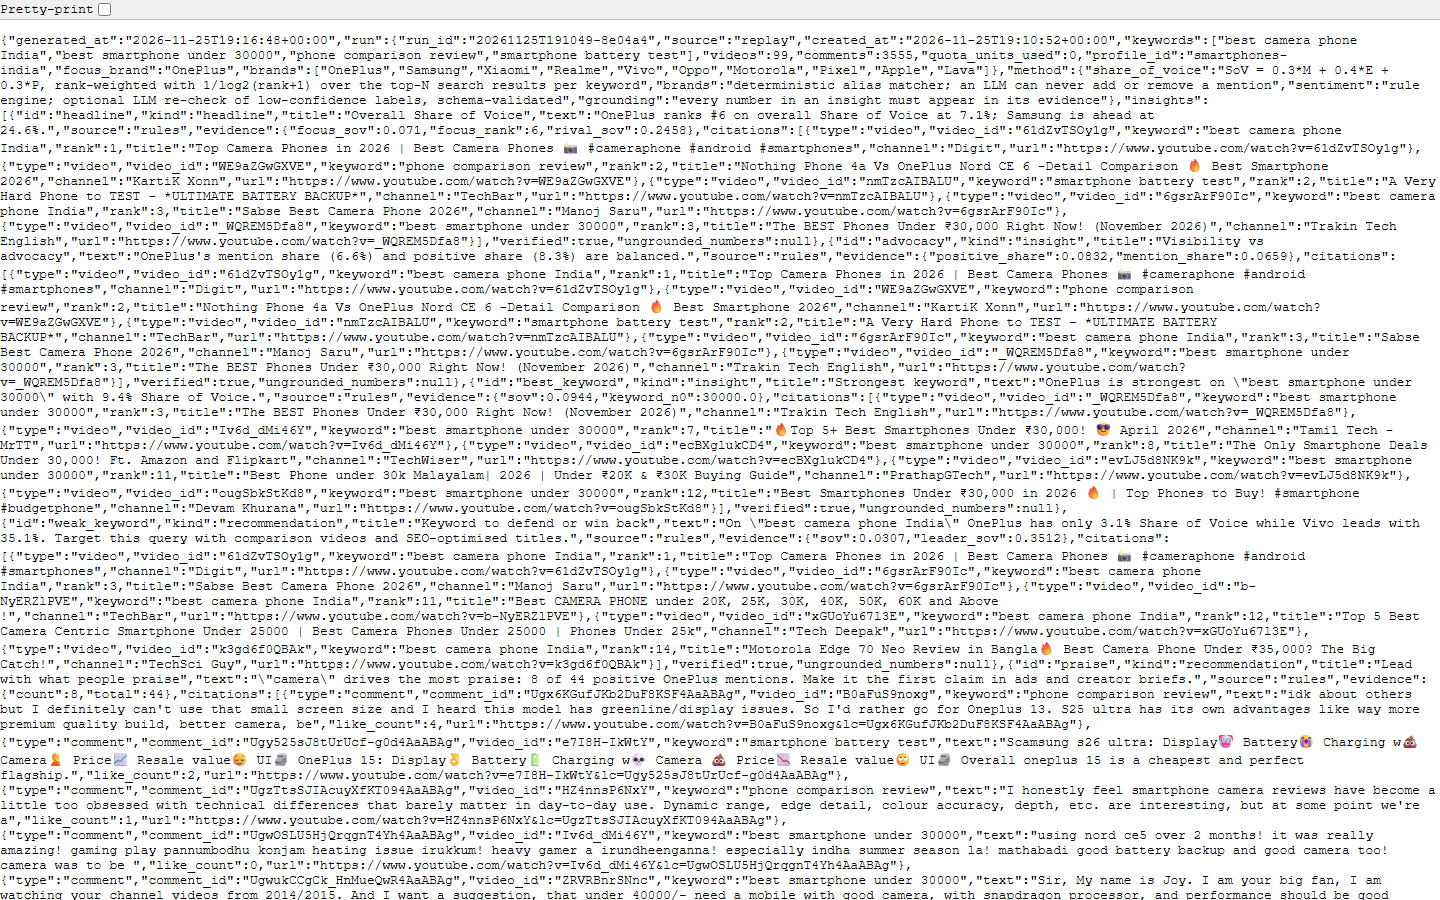 Pretty-print
{"generated_at":"2026-11-25T19:16:48+00:00","run":{"run_id":"20261125T191049-8e04a4","source":"replay","created_at":"2026-11-25T19:10:52+00:00","keywords":["best camera phone
India","best smartphone under 30000","phone comparison review","smartphone battery test"],"videos":99,"comments":3555,"quota_units_used":0,"profile_id":"smartphones-
india","focus_brand":"OnePlus","brands":["OnePlus","Samsung","Xiaomi","Realme","Vivo","Oppo","Motorola","Pixel","Apple","Lava"]},"method":{"share_of_voice":"SoV = 0.3*M + 0.4*E +
0.3*P, rank-weighted with 1/log2(rank+1) over the top-N search results per keyword","brands":"deterministic alias matcher; an LLM can never add or remove a mention","sentiment":"rule
engine; optional LLM re-check of low-confidence labels, schema-validated","grounding":"every number in an insight must appear in its evidence"},"insights":
[{"id":"headline","kind":"headline","title":"Overall Share of Voice","text":"OnePlus ranks #6 on overall Share of Voice at 7.1%; Samsung is ahead at
24.6%.","source":"rules","evidence":{"focus_sov":0.071,"focus_rank":6,"rival_sov":0.2458},"citations":[{"type":"video","video_id":"61dZvTSOy1g","keyword":"best camera phone
India","rank":1,"title":"Top Camera Phones in 2026 | Best Camera Phones 📷 #cameraphone #android #smartphones","channel":"Digit","url":"https://www.youtube.com/watch?v=61dZvTSOy1g"},
{"type":"video","video_id":"WE9aZGwGXVE","keyword":"phone comparison review","rank":2,"title":"Nothing Phone 4a Vs OnePlus Nord CE 6 -Detail Comparison 🔥 Best Smartphone
2026","channel":"KartiK Xonn","url":"https://www.youtube.com/watch?v=WE9aZGwGXVE"},{"type":"video","video_id":"nmTzcAIBALU","keyword":"smartphone battery test","rank":2,"title":"A Very
Hard Phone to TEST - *ULTIMATE BATTERY BACKUP*","channel":"TechBar","url":"https://www.youtube.com/watch?v=nmTzcAIBALU"},{"type":"video","video_id":"6gsrArF90Ic","keyword":"best camera
phone India","rank":3,"title":"Sabse Best Camera Phone 2026","channel":"Manoj Saru","url":"https://www.youtube.com/watch?v=6gsrArF90Ic"},
{"type":"video","video_id":"_WQREM5Dfa8","keyword":"best smartphone under 30000","rank":3,"title":"The BEST Phones Under ₹30,000 Right Now! (November 2026)","channel":"Trakin Tech
English","url":"https://www.youtube.com/watch?v=_WQREM5Dfa8"}],"verified":true,"ungrounded_numbers":null},{"id":"advocacy","kind":"insight","title":"Visibility vs
advocacy","text":"OnePlus's mention share (6.6%) and positive share (8.3%) are balanced.","source":"rules","evidence":{"positive_share":0.0832,"mention_share":0.0659},"citations":
[{"type":"video","video_id":"61dZvTSOy1g","keyword":"best camera phone India","rank":1,"title":"Top Camera Phones in 2026 | Best Camera Phones 📷 #cameraphone #android
#smartphones","channel":"Digit","url":"https://www.youtube.com/watch?v=61dZvTSOy1g"},{"type":"video","video_id":"WE9aZGwGXVE","keyword":"phone comparison
review","rank":2,"title":"Nothing Phone 4a Vs OnePlus Nord CE 6 -Detail Comparison 🔥 Best Smartphone 2026","channel":"KartiK Xonn","url":"https://www.youtube.com/watch?
v=WE9aZGwGXVE"},{"type":"video","video_id":"nmTzcAIBALU","keyword":"smartphone battery test","rank":2,"title":"A Very Hard Phone to TEST - *ULTIMATE BATTERY
BACKUP*","channel":"TechBar","url":"https://www.youtube.com/watch?v=nmTzcAIBALU"},{"type":"video","video_id":"6gsrArF90Ic","keyword":"best camera phone India","rank":3,"title":"Sabse
Best Camera Phone 2026","channel":"Manoj Saru","url":"https://www.youtube.com/watch?v=6gsrArF90Ic"},{"type":"video","video_id":"_WQREM5Dfa8","keyword":"best smartphone under
30000","rank":3,"title":"The BEST Phones Under ₹30,000 Right Now! (November 2026)","channel":"Trakin Tech English","url":"https://www.youtube.com/watch?
v=_WQREM5Dfa8"}],"verified":true,"ungrounded_numbers":null},{"id":"best_keyword","kind":"insight","title":"Strongest keyword","text":"OnePlus is strongest on \"best smartphone under
30000\" with 9.4% Share of Voice.","source":"rules","evidence":{"sov":0.0944,"keyword_n0":30000.0},"citations":[{"type":"video","video_id":"_WQREM5Dfa8","keyword":"best smartphone
under 30000","rank":3,"title":"The BEST Phones Under ₹30,000 Right Now! (November 2026)","channel":"Trakin Tech English","url":"https://www.youtube.com/watch?v=_WQREM5Dfa8"},
{"type":"video","video_id":"Iv6d_dMi46Y","keyword":"best smartphone under 30000","rank":7,"title":"🔥Top 5+ Best Smartphones Under ₹30,000! 😎 April 2026","channel":"Tamil Tech -
MrTT","url":"https://www.youtube.com/watch?v=Iv6d_dMi46Y"},{"type":"video","video_id":"ecBXglukCD4","keyword":"best smartphone under 30000","rank":8,"title":"The Only Smartphone Deals
Under 30,000! Ft. Amazon and Flipkart","channel":"TechWiser","url":"https://www.youtube.com/watch?v=ecBXglukCD4"},{"type":"video","video_id":"evLJ5d8NK9k","keyword":"best smartphone
under 30000","rank":11,"title":"Best Phone under 30k Malayalam| 2026 | Under ₹20K & ₹30K Buying Guide","channel":"PrathapGTech","url":"https://www.youtube.com/watch?v=evLJ5d8NK9k"},
{"type":"video","video_id":"ougSbkStKd8","keyword":"best smartphone under 30000","rank":12,"title":"Best Smartphones Under ₹30,000 in 2026 🔥 | Top Phones to Buy! #smartphone
#budgetphone","channel":"Devam Khurana","url":"https://www.youtube.com/watch?v=ougSbkStKd8"}],"verified":true,"ungrounded_numbers":null},
{"id":"weak_keyword","kind":"recommendation","title":"Keyword to defend or win back","text":"On \"best camera phone India\" OnePlus has only 3.1% Share of Voice while Vivo leads with
35.1%. Target this query with comparison videos and SEO-optimised titles.","source":"rules","evidence":{"sov":0.0307,"leader_sov":0.3512},"citations":
[{"type":"video","video_id":"61dZvTSOy1g","keyword":"best camera phone India","rank":1,"title":"Top Camera Phones in 2026 | Best Camera Phones 📷 #cameraphone #android
#smartphones","channel":"Digit","url":"https://www.youtube.com/watch?v=61dZvTSOy1g"},{"type":"video","video_id":"6gsrArF90Ic","keyword":"best camera phone
India","rank":3,"title":"Sabse Best Camera Phone 2026","channel":"Manoj Saru","url":"https://www.youtube.com/watch?v=6gsrArF90Ic"},{"type":"video","video_id":"b-
NyERZlPVE","keyword":"best camera phone India","rank":11,"title":"Best CAMERA PHONE under 20K, 25K, 30K, 40K, 50K, 60K and Above
!","channel":"TechBar","url":"https://www.youtube.com/watch?v=b-NyERZlPVE"},{"type":"video","video_id":"xGUoYu67l3E","keyword":"best camera phone India","rank":12,"title":"Top 5 Best
Camera Centric Smartphone Under 25000 | Best Camera Phones Under 25000 | Phones Under 25k","channel":"Tech Deepak","url":"https://www.youtube.com/watch?v=xGUoYu67l3E"},
{"type":"video","video_id":"k3gd6f0QBAk","keyword":"best camera phone India","rank":14,"title":"Motorola Edge 70 Neo Review in Bangla🔥 Best Camera Phone Under ₹35,000? The Big
Catch!","channel":"TechSci Guy","url":"https://www.youtube.com/watch?v=k3gd6f0QBAk"}],"verified":true,"ungrounded_numbers":null},{"id":"praise","kind":"recommendation","title":"Lead
with what people praise","text":"\"camera\" drives the most praise: 8 of 44 positive OnePlus mentions. Make it the first claim in ads and creator briefs.","source":"rules","evidence":
{"count":8,"total":44},"citations":[{"type":"comment","comment_id":"Ugx6KGufJKb2DuF8KSF4AaABAg","video_id":"B0aFuS9noxg","keyword":"phone comparison review","text":"idk about others
but I definitely can't use that small screen size and I heard this model has greenline/display issues. So I'd rather go for Oneplus 13. S25 ultra has its own advantages like way more
premium quality build, better camera, be","like_count":4,"url":"https://www.youtube.com/watch?v=B0aFuS9noxg&lc=Ugx6KGufJKb2DuF8KSF4AaABAg"},
{"type":"comment","comment_id":"Ugy525sJ8tUrUcf-g0d4AaABAg","video_id":"e7I8H-IkWtY","keyword":"smartphone battery test","text":"Scamsung s26 ultra: Display Battery Charging w💩
Camera Price📈 Resale value UI🗿 OnePlus 15: Display👌 Battery🔋 Charging w💀 Camera 💩 Price📉 Resale value🙄 UI🗿 Overall oneplus 15 is a cheapest and perfect
flagship.","like_count":2,"url":"https://www.youtube.com/watch?v=e7I8H-IkWtY&lc=Ugy525sJ8tUrUcf-g0d4AaABAg"},
{"type":"comment","comment_id":"UgzTtsSJIAcuyXfKT094AaABAg","video_id":"HZ4nnsP6NxY","keyword":"phone comparison review","text":"I honestly feel smartphone camera reviews have become a
little too obsessed with technical differences that barely matter in day-to-day use. Dynamic range, edge detail, colour accuracy, depth, etc. are interesting, but at some point we're
a","like_count":1,"url":"https://www.youtube.com/watch?v=HZ4nnsP6NxY&lc=UgzTtsSJIAcuyXfKT094AaABAg"},
{"type":"comment","comment_id":"UgwOSLU5HjQrqgnT4Yh4AaABAg","video_id":"Iv6d_dMi46Y","keyword":"best smartphone under 30000","text":"using nord ce5 over 2 months! it was really
amazing! gaming play pannumbodhu konjam heating issue irukkum! heavy gamer a irundheenganna! especially indha summer season la! mathabadi good battery backup and good camera too!
camera was to be ","like_count":0,"url":"https://www.youtube.com/watch?v=Iv6d_dMi46Y&lc=UgwOSLU5HjQrqgnT4Yh4AaABAg"},
{"type":"comment","comment_id":"UgwukCCgCk_HnMueQwR4AaABAg","video_id":"ZRVRBnrSNnc","keyword":"best smartphone under 30000","text":"Sir, My name is Joy. I am your big fan, I am
watching your channel videos from 2014/2015. And I want a suggestion, that under 40000/- need a mobile with good camera, with snapdragon processor, and performance should be good